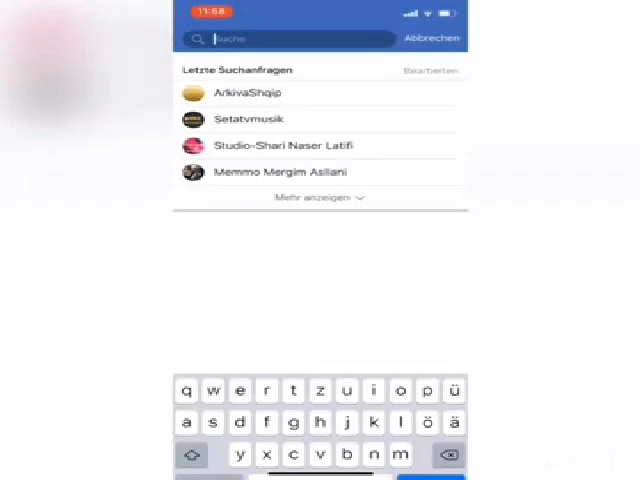 11:58
Suche
Abbrechen
Letzte Suchanfragen
Bearbeiten
ArkivaShqip
Setatvmusik
Studio-Shari Naser Latifi
Memmo Mergim Asllani
Mehr anzeigen
q w e r t z u i o p ü
a s d f g h j k l ö ä
y x c v b n m